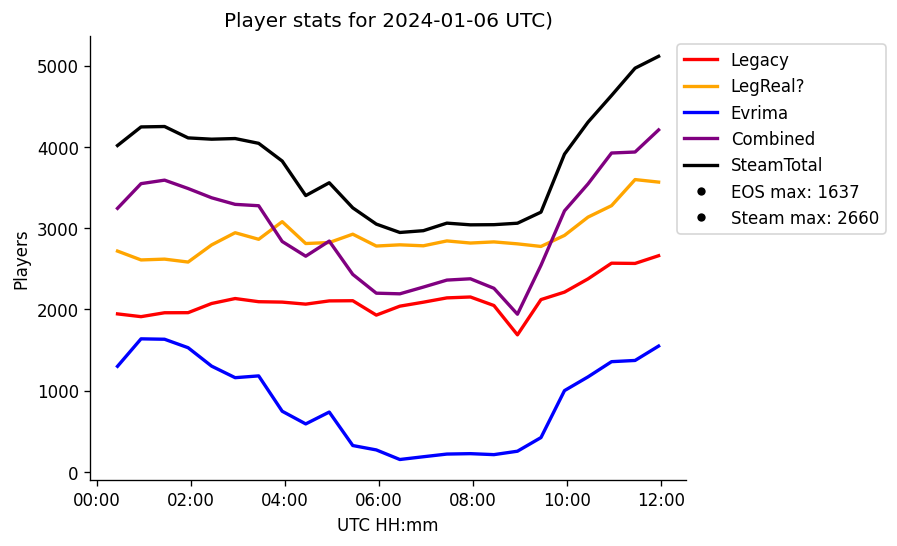 Player stats for 2024-01-06 UTC)
Players
5000
4000
3000
2000
1000
0
00:00 02:00 04:00 06:00 08:00 10:00 12:00
UTC HH:mm
Legacy
LegReal?
Evrima
Combined
SteamTotal
EOS max: 1637
Steam max: 2660